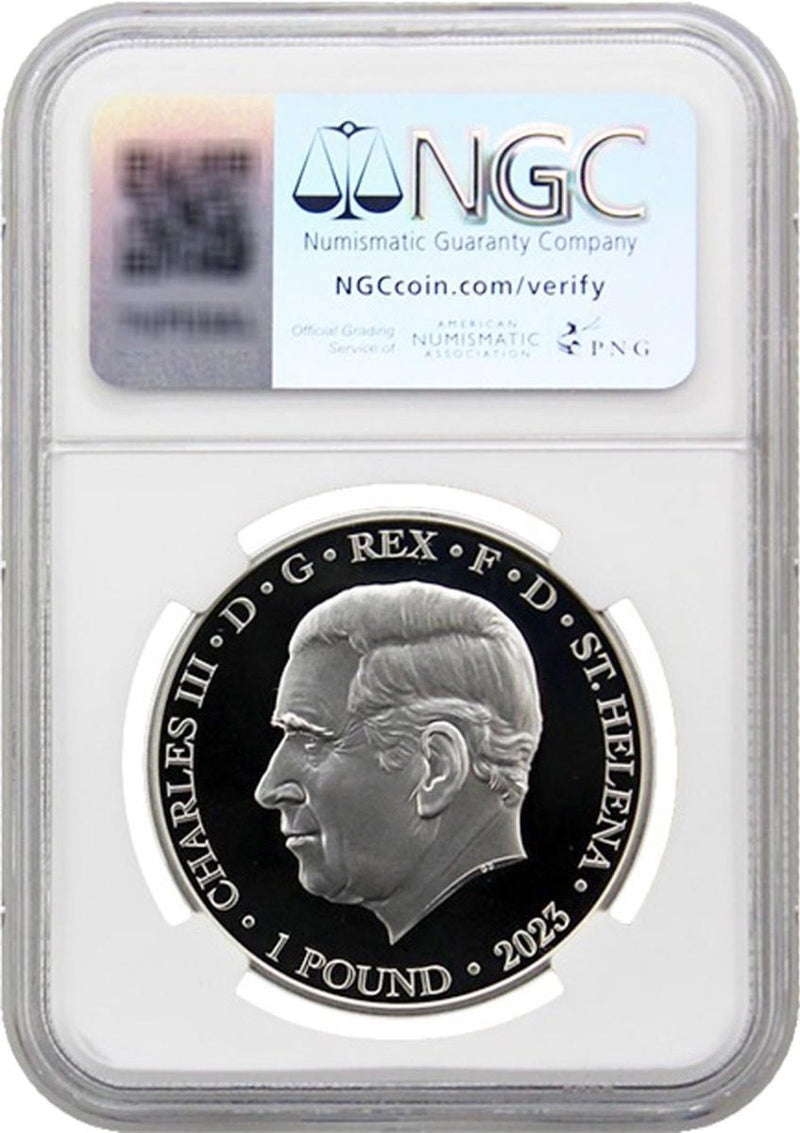 NGC
Numismatic Guaranty Company
NGCcoin.com/verify
Official Grading
Service of
AMERICAN
NUMISMATIC
ASSOCIATION
PNG
CHARLES III · D · G · REX · F · D · ST. HELENA · 2023 · 1 POUND ·